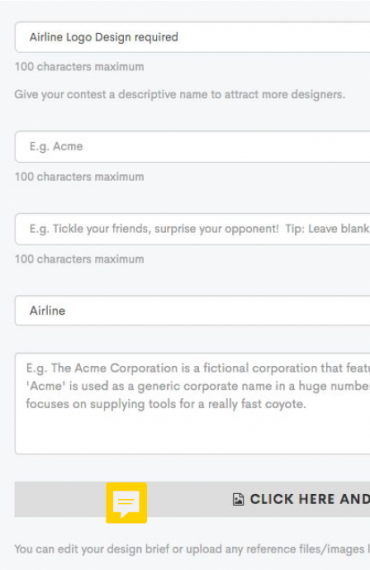 Airline Logo Design required
100 characters maximum
Give your contest a descriptive name to attract more designers.
E.g. Acme
100 characters maximum
E.g. Tickle your friends, surprise your opponent! Tip: Leave blank
100 characters maximum
Airline
E.g. The Acme Corporation is a fictional corporation that
'Acme' is used as a generic corporate name in a huge
focuses on supplying tools for a really fast coyote.
CLICK HERE AND
You can edit your design brief or upload any reference files/images